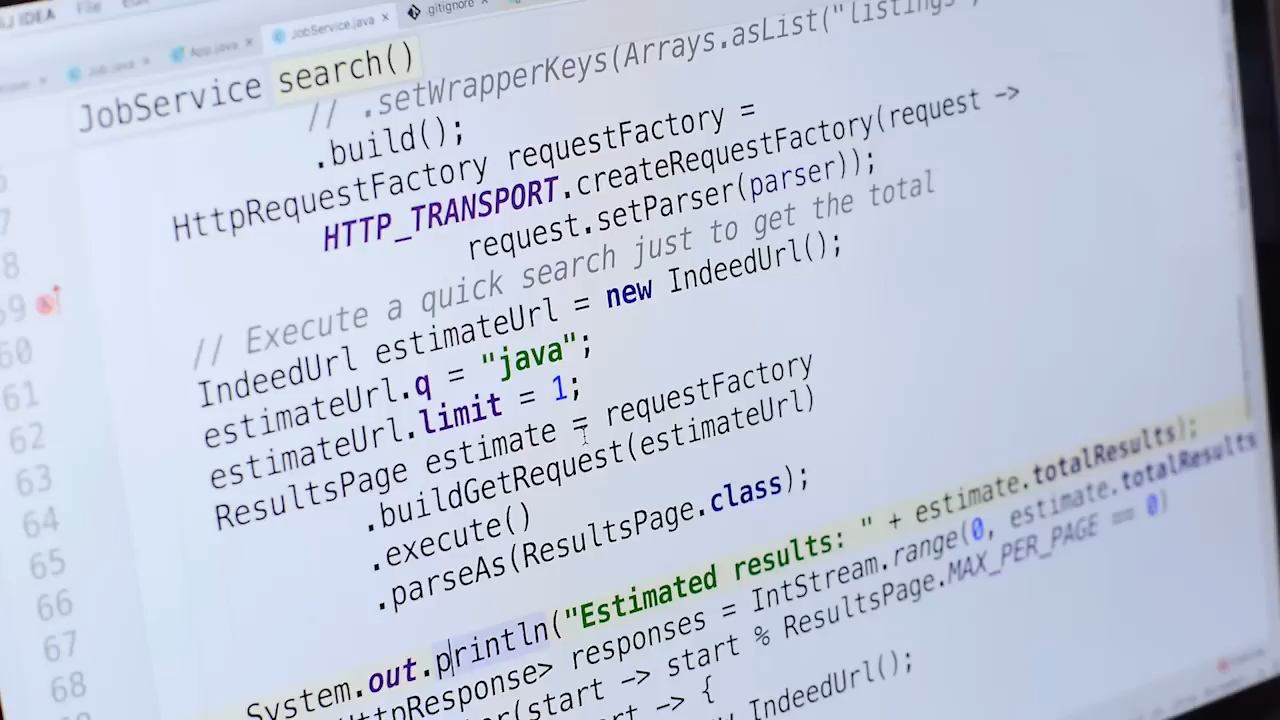 IJ IDEA File Edit
Job.java × App.java × JobService.java × .gitignore ×
JobService search()
// .setWrapperKeys(Arrays.asList("listings",
.build();
HttpRequestFactory requestFactory =
HTTP_TRANSPORT.createRequestFactory(request ->
request.setParser(parser));
// Execute a quick search just to get the total
IndeedUrl estimateUrl = new IndeedUrl();
estimateUrl.q = "java";
estimateUrl.limit = 1;
ResultsPage estimate = requestFactory
.buildGetRequest(estimateUrl)
.execute()
.parseAs(ResultsPage.class);
System.out.println("Estimated results: " + estimate.totalResults);
HttpResponse> responses = IntStream.range(0, estimate.totalResults
(start -> start % ResultsPage.MAX_PER_PAGE == 0)
-> {
IndeedUrl();
8
59
60
61
62
63
64
65
66
67
68